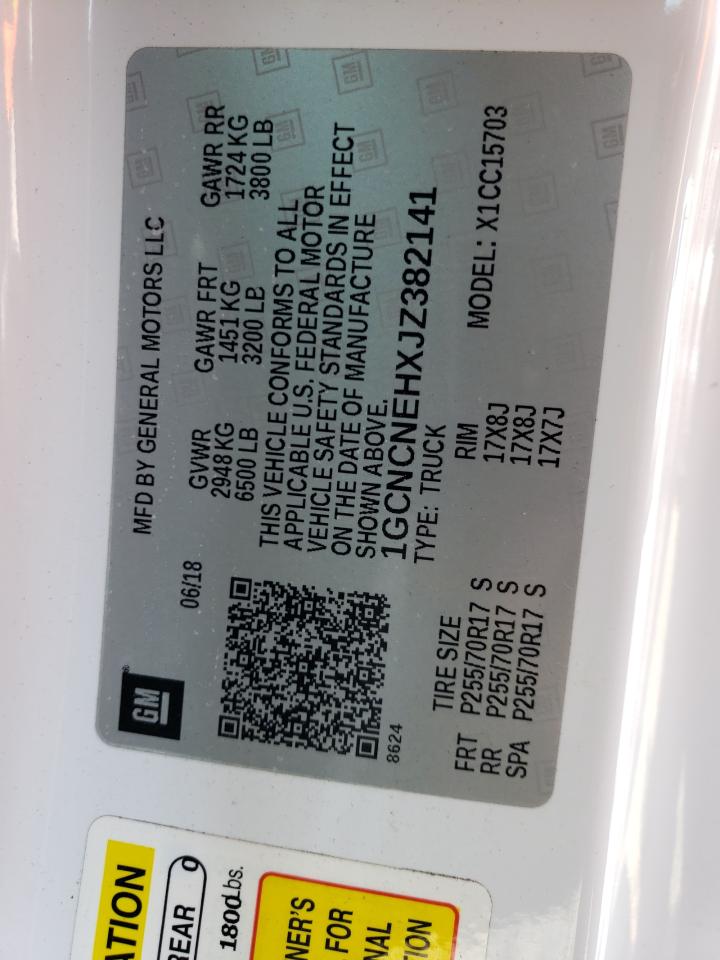 GM
06/18
MFD BY GENERAL MOTORS LLC
GVWR GAWR FRT GAWR RR
2948 KG 1451 KG 1724 KG
6500 LB 3200 LB 3800 LB
THIS VEHICLE CONFORMS TO ALL
APPLICABLE U.S. FEDERAL MOTOR
VEHICLE SAFETY STANDARDS IN EFFECT
ON THE DATE OF MANUFACTURE
SHOWN ABOVE.
1GCNCNEHXJZ382141
8624
TYPE: TRUCK MODEL: X1CC15703
TIRE SIZE RIM
FRT P255/70R17 S 17X8J
RR P255/70R17 S 17X8J
SPA P255/70R17 S 17X7J
ATION
REAR 0
1800Lbs.
NER'S
FOR
NAL
TION